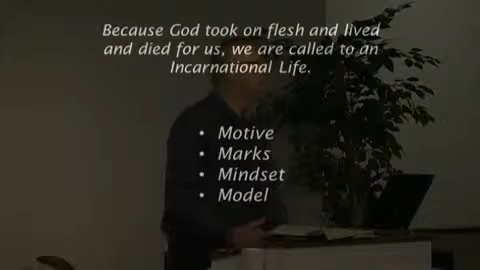 Because God took on flesh and lived
and died for us, we are called to an
Incarnational Life.
• Motive
• Marks
• Mindset
• Model